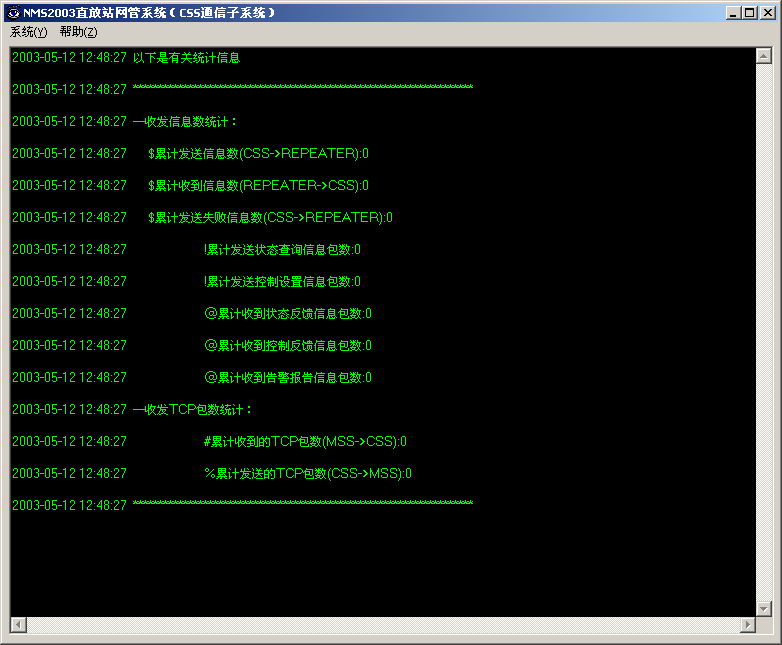 NMS2003直放站网管系统(CSS通信子系统)
系统(Y) 帮助(Z)
2003-05-12 12:48:27 以下是有关统计信息
2003-05-12 12:48:27
2003-05-12 12:48:27 —收发信息数统计:
2003-05-12 12:48:27 $累计发送信息数(CSS->REPEATER):0
2003-05-12 12:48:27 $累计收到信息数(REPEATER->CSS):0
2003-05-12 12:48:27 $累计发送失败信息数(CSS->REPEATER):0
2003-05-12 12:48:27 !累计发送状态查询信息包数:0
2003-05-12 12:48:27 !累计发送控制设置信息包数:0
2003-05-12 12:48:27 @累计收到状态反馈信息包数:0
2003-05-12 12:48:27 @累计收到控制反馈信息包数:0
2003-05-12 12:48:27 @累计收到告警报告信息包数:0
2003-05-12 12:48:27 —收发TCP包数统计:
2003-05-12 12:48:27 #累计收到的TCP包数(MSS->CSS):0
2003-05-12 12:48:27 %累计发送的TCP包数(CSS->MSS):0
2003-05-12 12:48:27